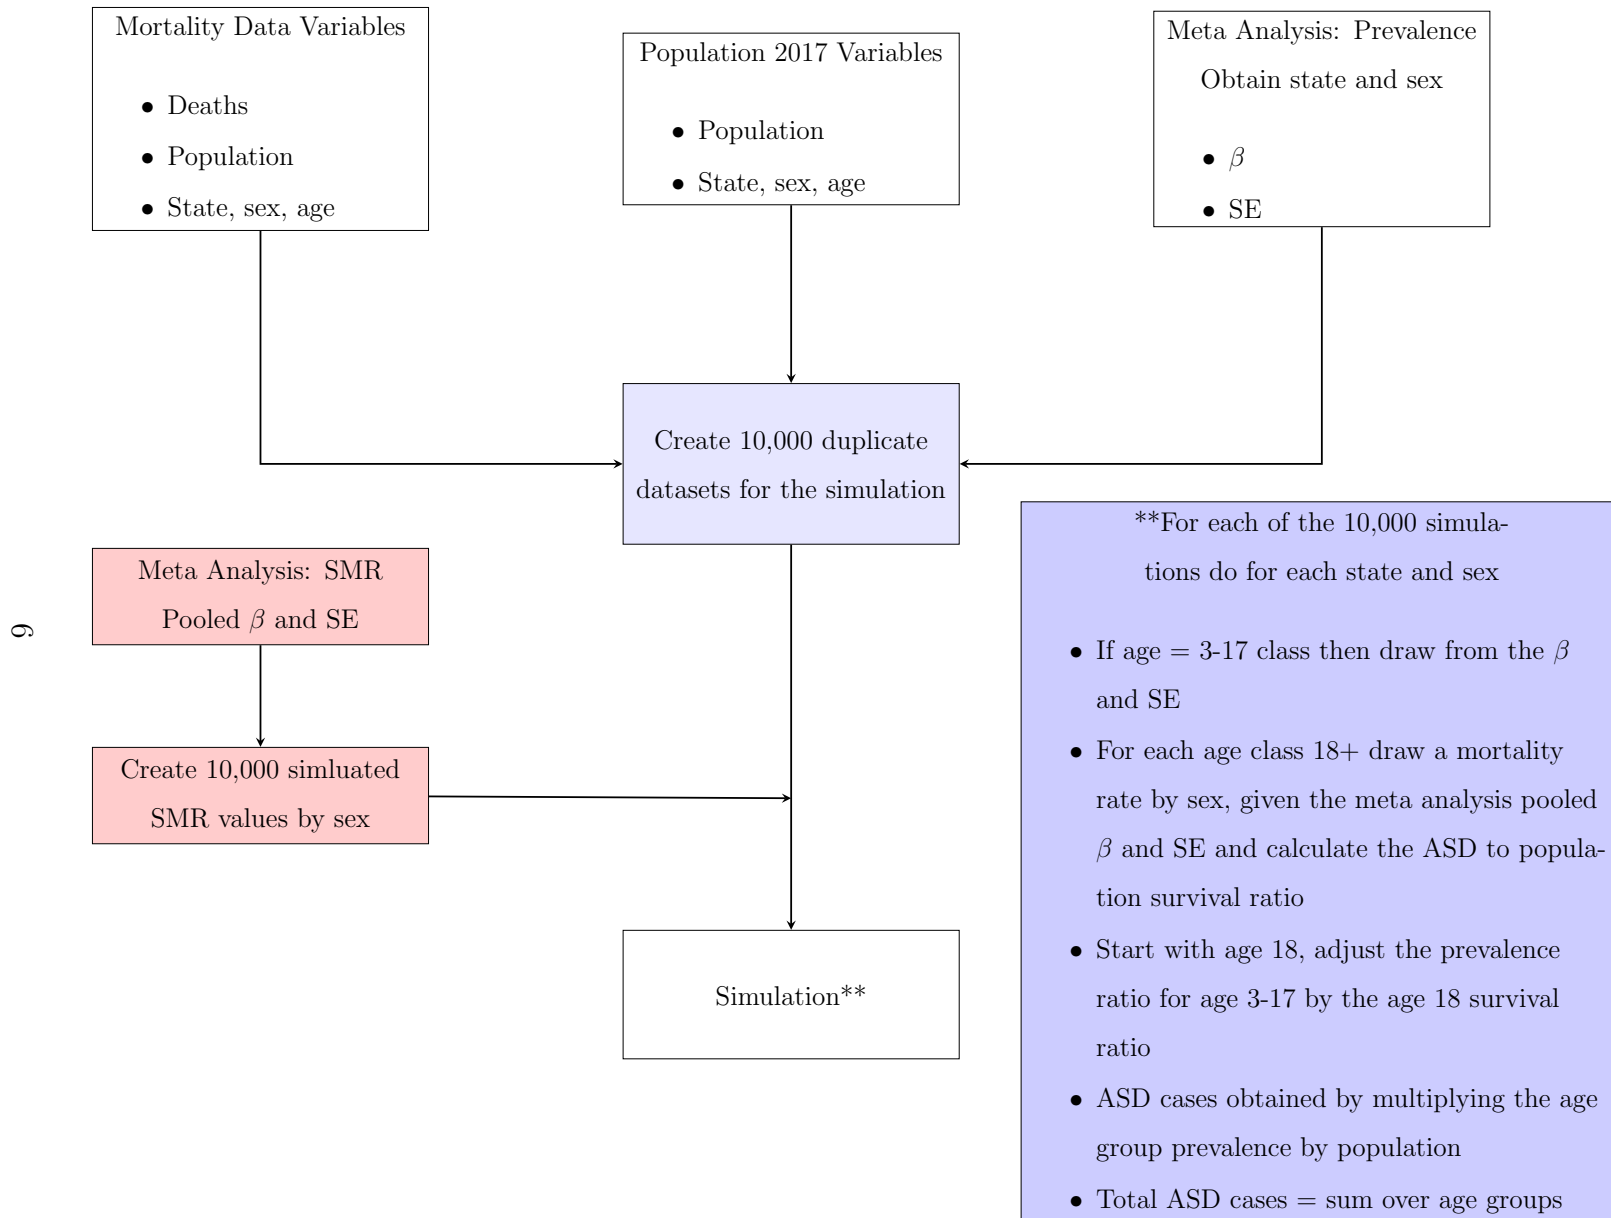 Mortality Data Variables
• Deaths
• Population
• State, sex, age
Population 2017 Variables
• Population
• State, sex, age
Meta Analysis: Prevalence
Obtain state and sex
• β
• SE
Create 10,000 duplicate
datasets for the simulation
Meta Analysis: SMR
Pooled β and SE
Create 10,000 simluated
SMR values by sex
Simulation**
**For each of the 10,000 simula-
tions do for each state and sex
• If age = 3-17 class then draw from the β
and SE
• For each age class 18+ draw a mortality
rate by sex, given the meta analysis pooled
β and SE and calculate the ASD to popula-
tion survival ratio
• Start with age 18, adjust the prevalence
ratio for age 3-17 by the age 18 survival
ratio
• ASD cases obtained by multiplying the age
group prevalence by population
• Total ASD cases = sum over age groups
9